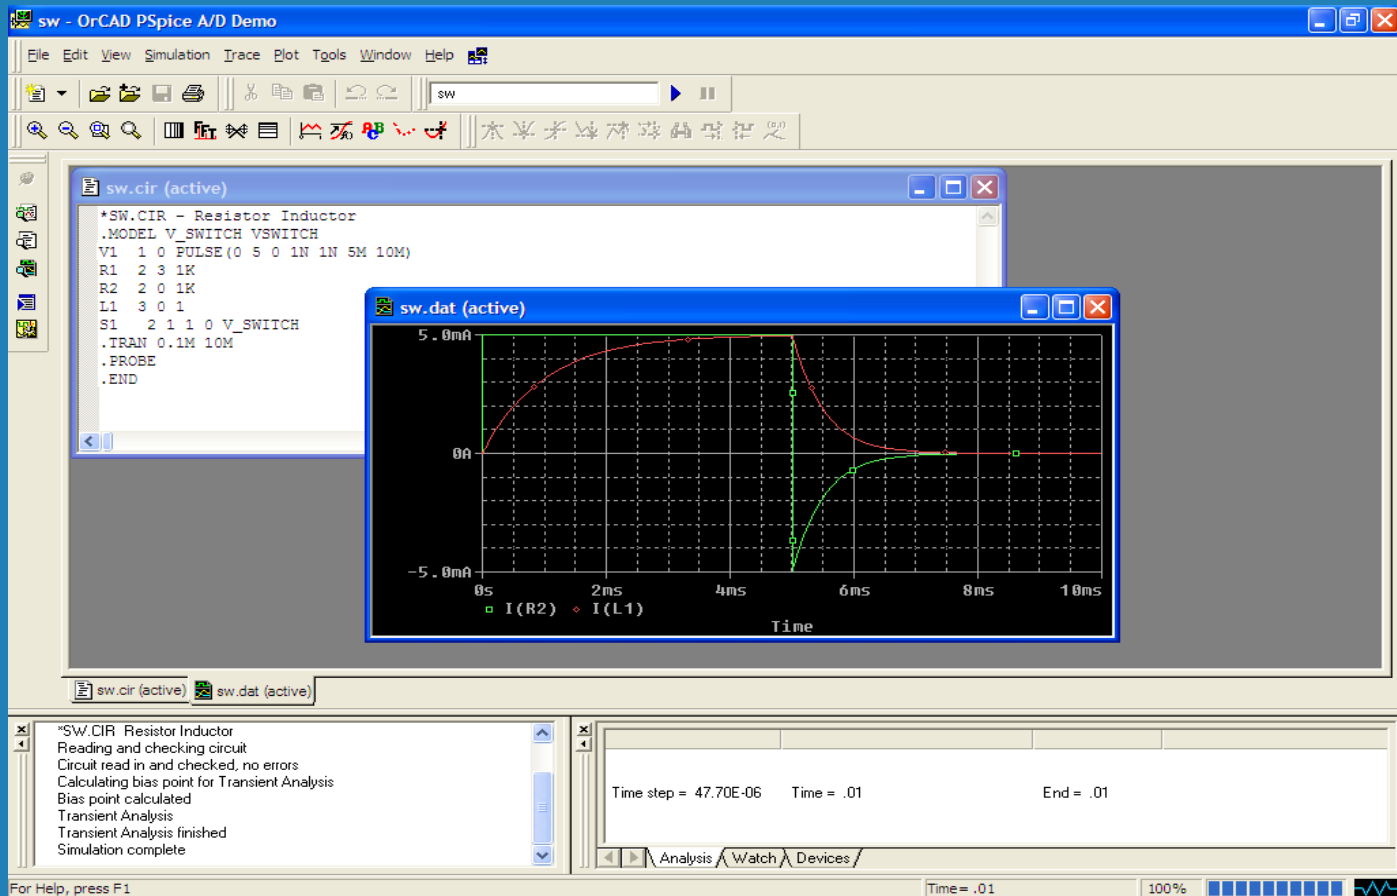 sw - OrCAD PSpice A/D Demo
File Edit View Simulation Trace Plot Tools Window Help
sw
FFT
sw.cir (active)
*SW.CIR - Resistor Inductor
.MODEL V_SWITCH VSWITCH
V1 1 0 PULSE(0 5 0 1N 1N 5M 10M)
R1 2 3 1K
R2 2 0 1K
L1 3 0 1
S1 2 1 1 0 V_SWITCH
.TRAN 0.1M 10M
.PROBE
.END
sw.dat (active)
5.0mA
0A
-5.0mA
0s 2ms 4ms 6ms 8ms 10ms
I(R2) I(L1)
Time
sw.cir (active) sw.dat (active)
*SW.CIR Resistor Inductor
Reading and checking circuit
Circuit read in and checked, no errors
Calculating bias point for Transient Analysis
Bias point calculated
Transient Analysis
Transient Analysis finished
Simulation complete
Time step = 47.70E-06 Time = .01 End = .01
Analysis Watch Devices
For Help, press F1 Time= .01 100%